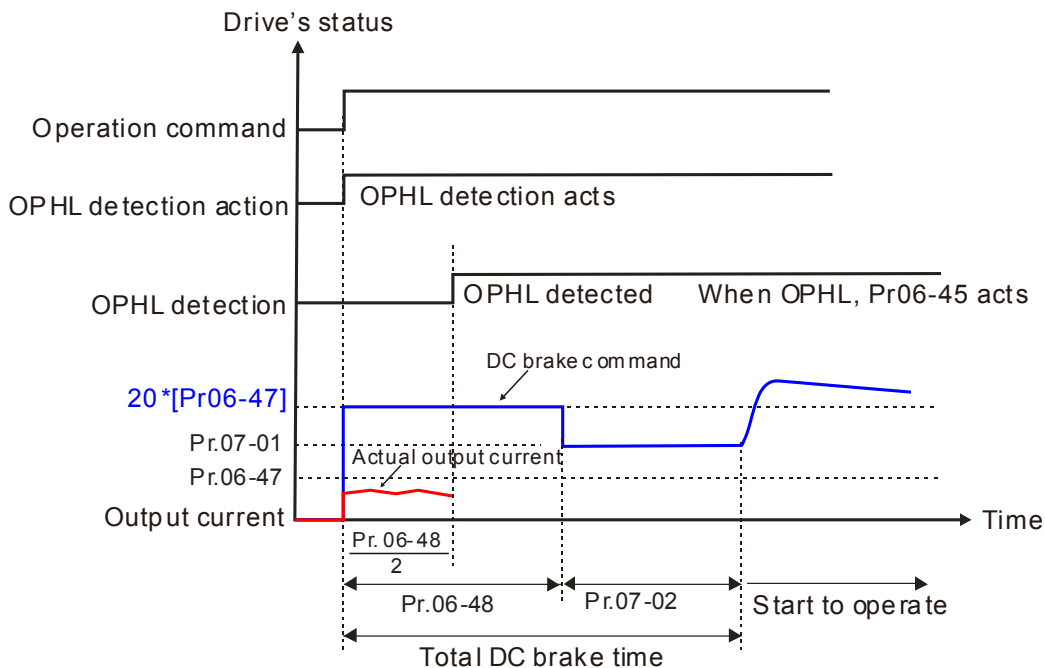 Drive's status
Operation command
OPHL detection action
OPHL detection acts
OPHL detection
OPHL detected
When OPHL, Pr06-45 acts
DC brake command
20*[Pr06-47]
Pr.07-01
Actual output current
Pr.06-47
Output current
Time
Pr. 06-48
2
Pr.06-48
Pr.07-02
Start to operate
Total DC brake time